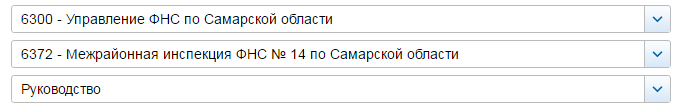 6300 - Управление ФНС по Самарской области
6372 - Межрайонная инспекция ФНС № 14 по Самарской области
Руководство